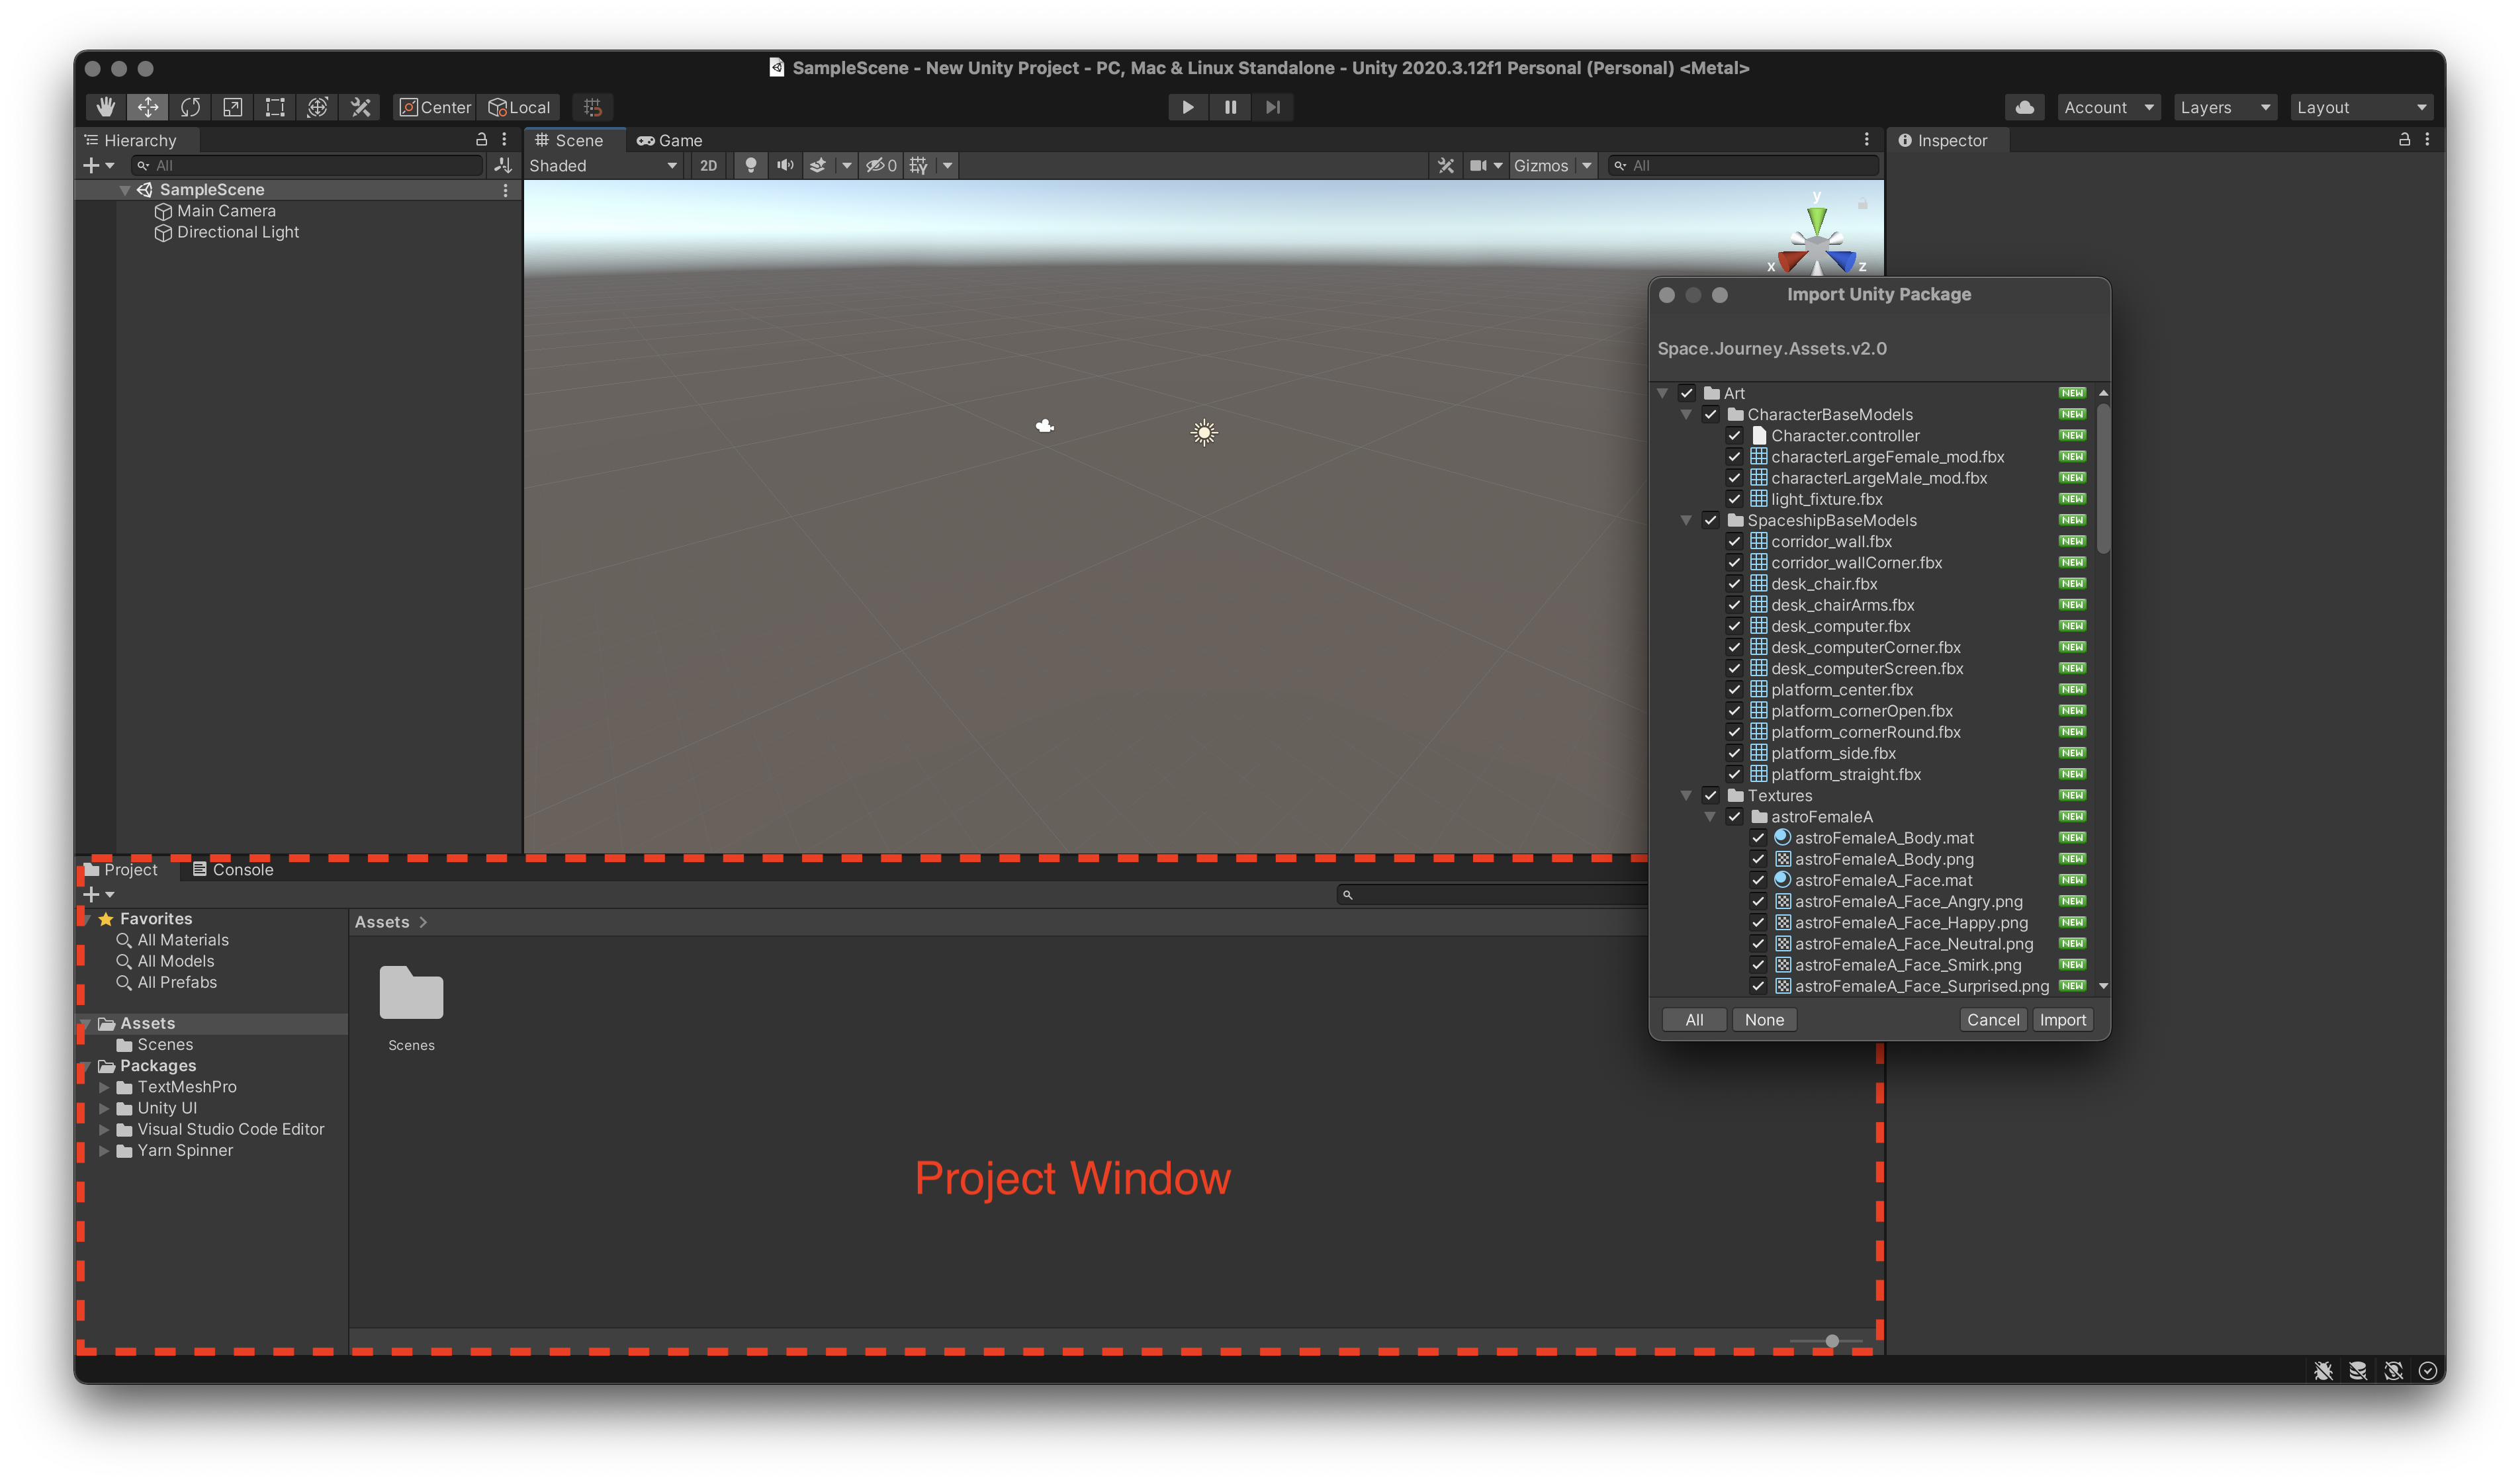 SampleScene - New Unity Project - PC, Mac & Linux Standalone - Unity 2020.3.12f1 Personal (Personal) <Metal>
Center Local Account Layers Layout
Hierarchy
All
SampleScene
Main Camera
Directional Light
Scene Game
Shaded 2D 0 Gizmos All
y
x z
Inspector
Import Unity Package
Space.Journey.Assets.v2.0
Art NEW
CharacterBaseModels NEW
Character.controller NEW
characterLargeFemale_mod.fbx NEW
characterLargeMale_mod.fbx NEW
light_fixture.fbx NEW
SpaceshipBaseModels NEW
corridor_wall.fbx NEW
corridor_wallCorner.fbx NEW
desk_chair.fbx NEW
desk_chairArms.fbx NEW
desk_computer.fbx NEW
desk_computerCorner.fbx NEW
desk_computerScreen.fbx NEW
platform_center.fbx NEW
platform_cornerOpen.fbx NEW
platform_cornerRound.fbx NEW
platform_side.fbx NEW
platform_straight.fbx NEW
Textures NEW
astroFemaleA NEW
astroFemaleA_Body.mat NEW
astroFemaleA_Body.png NEW
astroFemaleA_Face.mat NEW
astroFemaleA_Face_Angry.png NEW
astroFemaleA_Face_Happy.png NEW
astroFemaleA_Face_Neutral.png NEW
astroFemaleA_Face_Smirk.png NEW
astroFemaleA_Face_Surprised.png NEW
All None Cancel Import
Project Console
Favorites
All Materials
All Models
All Prefabs
Assets
Scenes
Packages
TextMeshPro
Unity UI
Visual Studio Code Editor
Yarn Spinner
Assets >
Scenes
Project Window